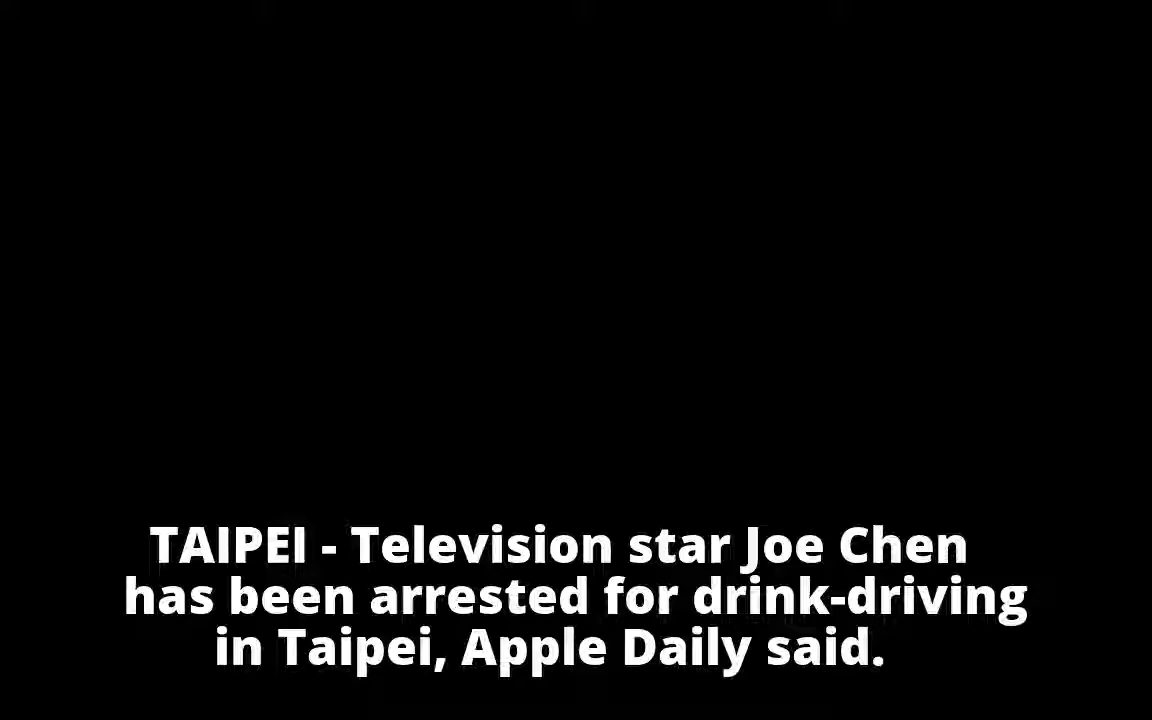 TAIPEI - Television star Joe Chen
has been arrested for drink-driving
in Taipei, Apple Daily said.